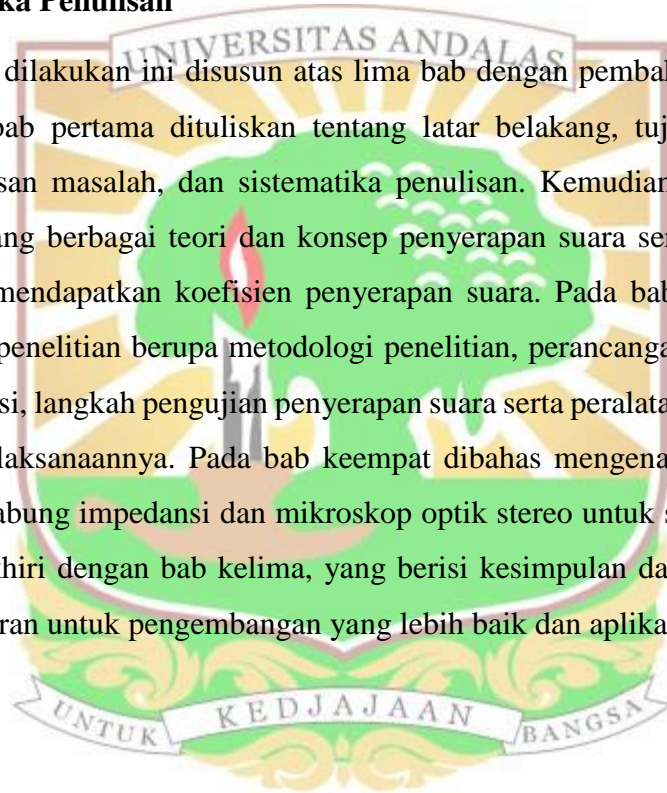 ka Penulisan
UNIVERSITAS ANDALAS
dilakukan ini disusun atas lima bab dengan pembal
bab pertama dituliskan tentang latar belakang, tuj
san masalah, dan sistematika penulisan. Kemudian
ang berbagai teori dan konsep penyerapan suara ser
mendapatkan koefisien penyerapan suara. Pada bab
penelitian berupa metodologi penelitian, perancanga
si, langkah pengujian penyerapan suara serta peralata
laksanaannya. Pada bab keempat dibahas mengena
abung impedansi dan mikroskop optik stereo untuk s
khiri dengan bab kelima, yang berisi kesimpulan da
ran untuk pengembangan yang lebih baik dan aplika
UNTUK KEDJAJAAN BANGSA